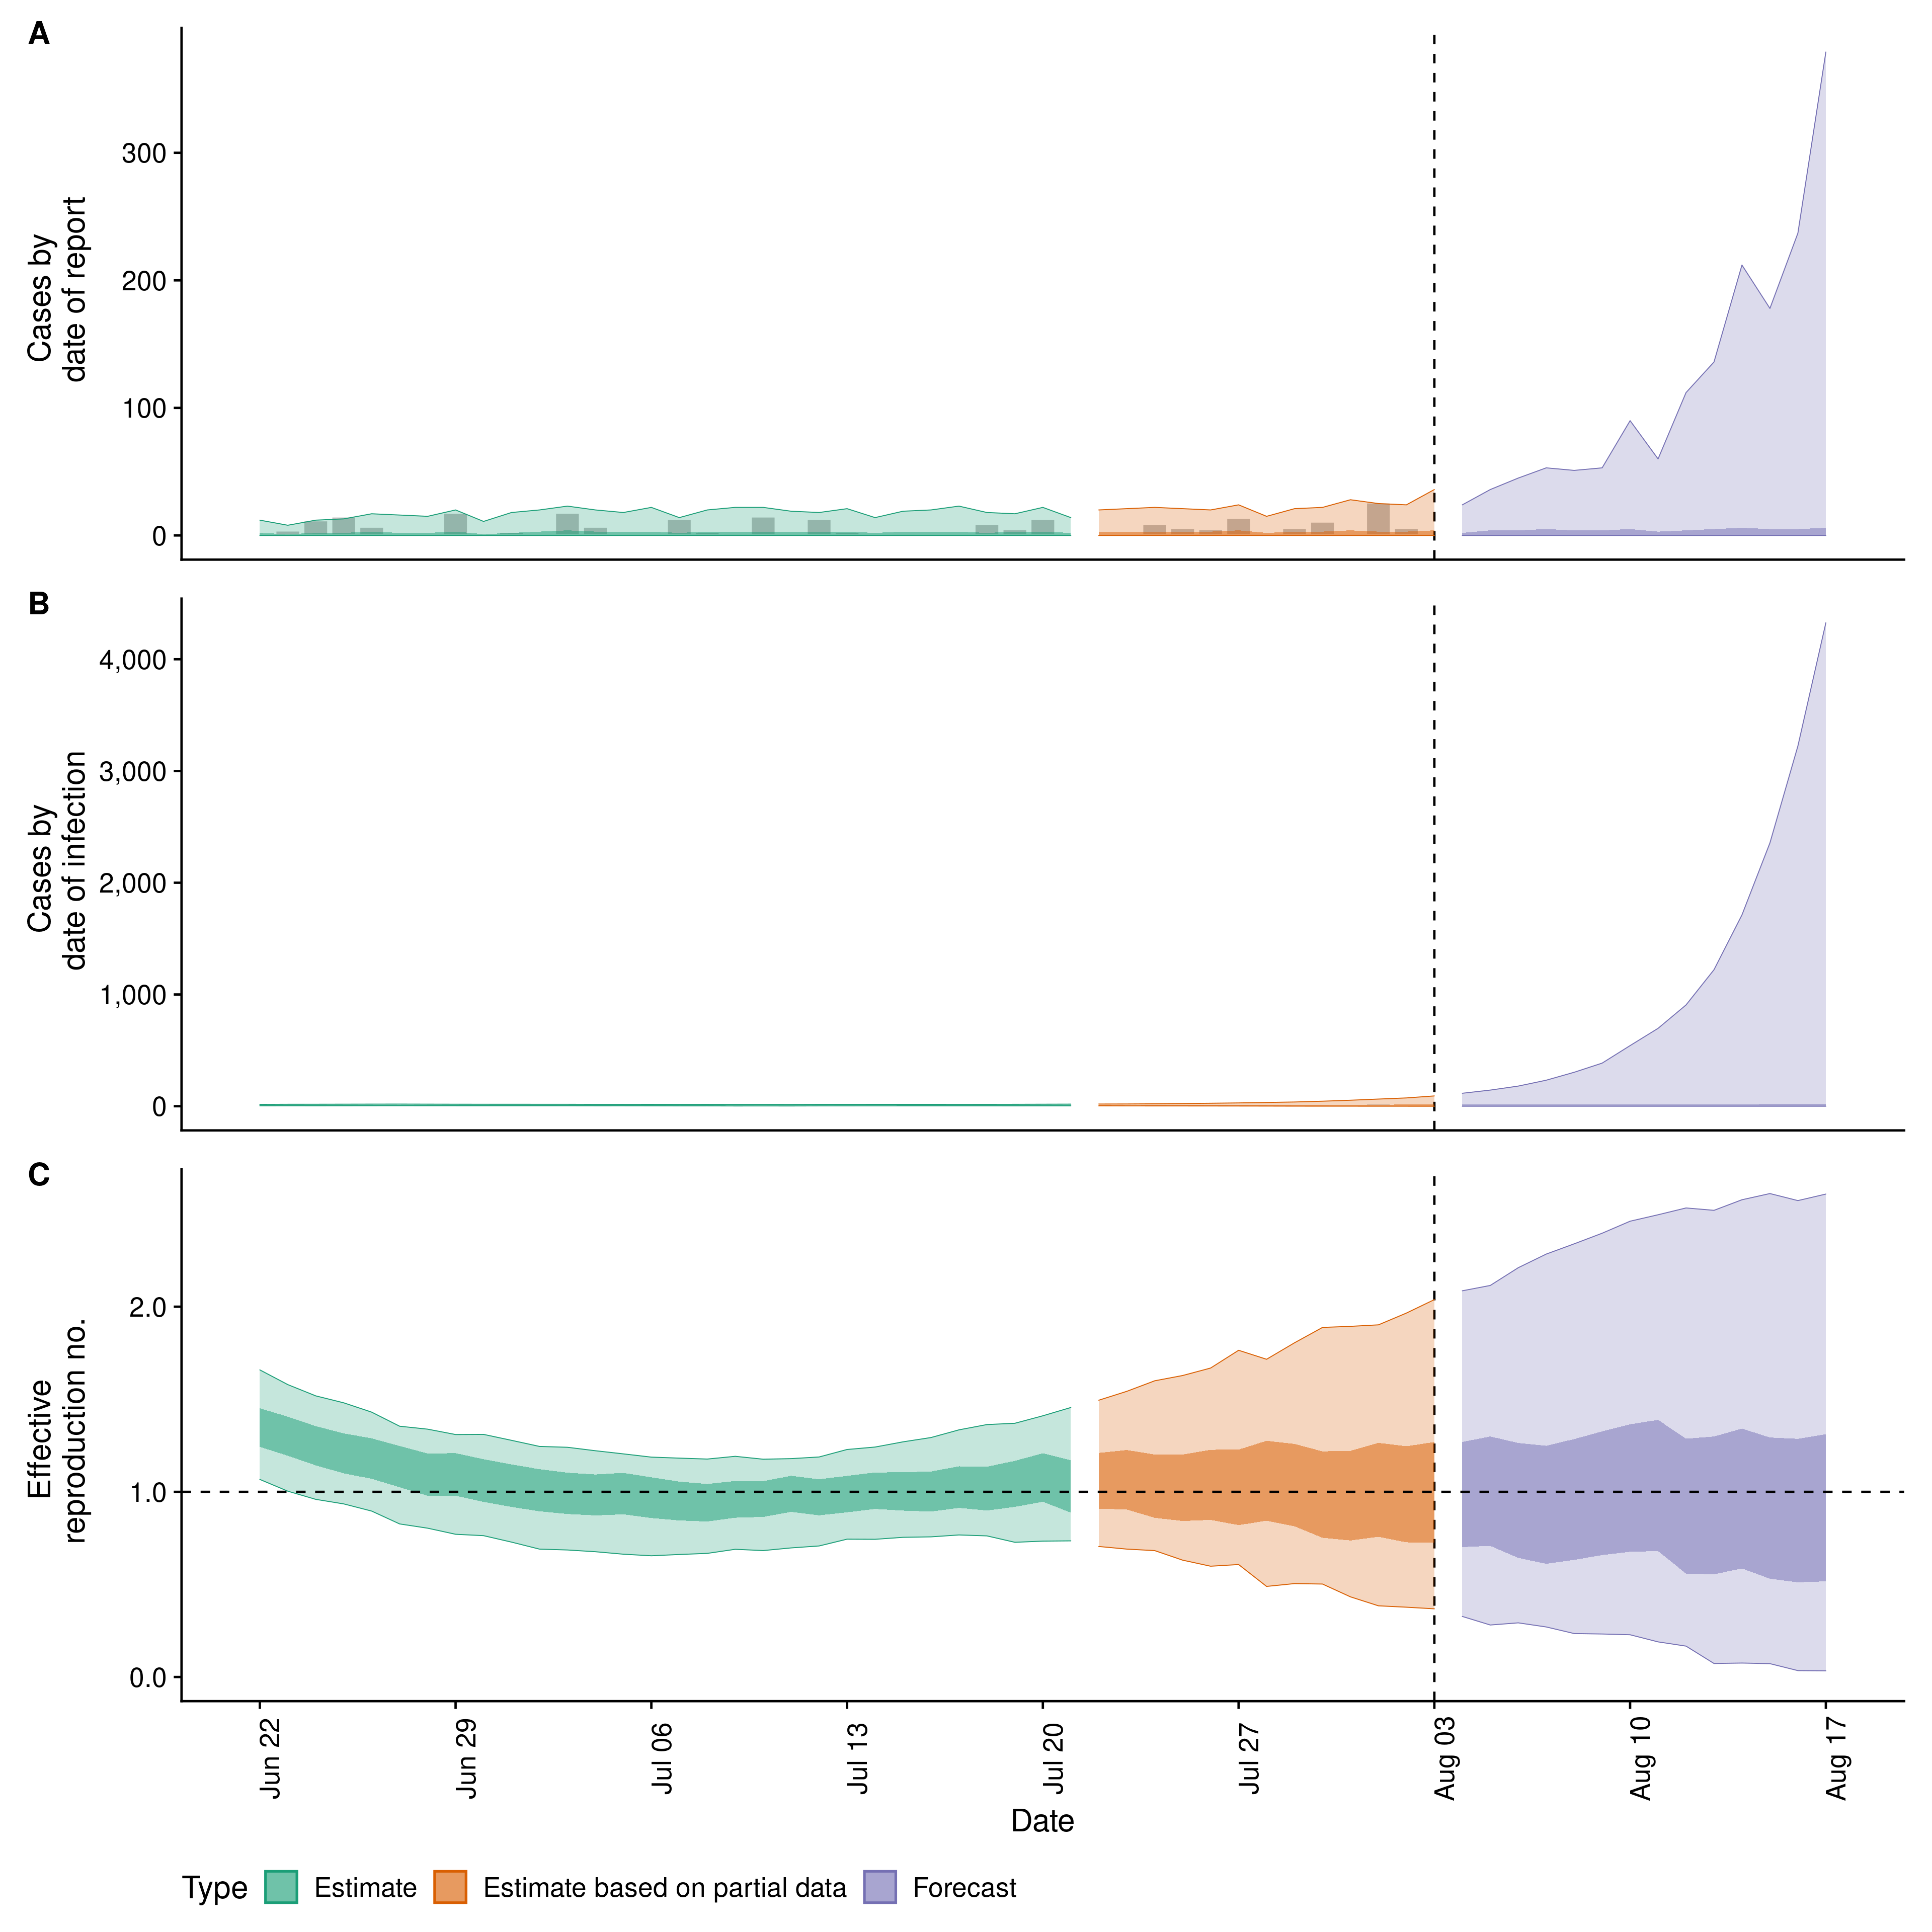 A
Cases by
date of report
300
200
100
0
B
Cases by
date of infection
4,000
3,000
2,000
1,000
0
C
Effective
reproduction no.
2.0
1.0
0.0
Jun 22
Jun 29
Jul 06
Jul 13
Jul 20
Jul 27
Aug 03
Aug 10
Aug 17
Date
Type Estimate Estimate based on partial data Forecast